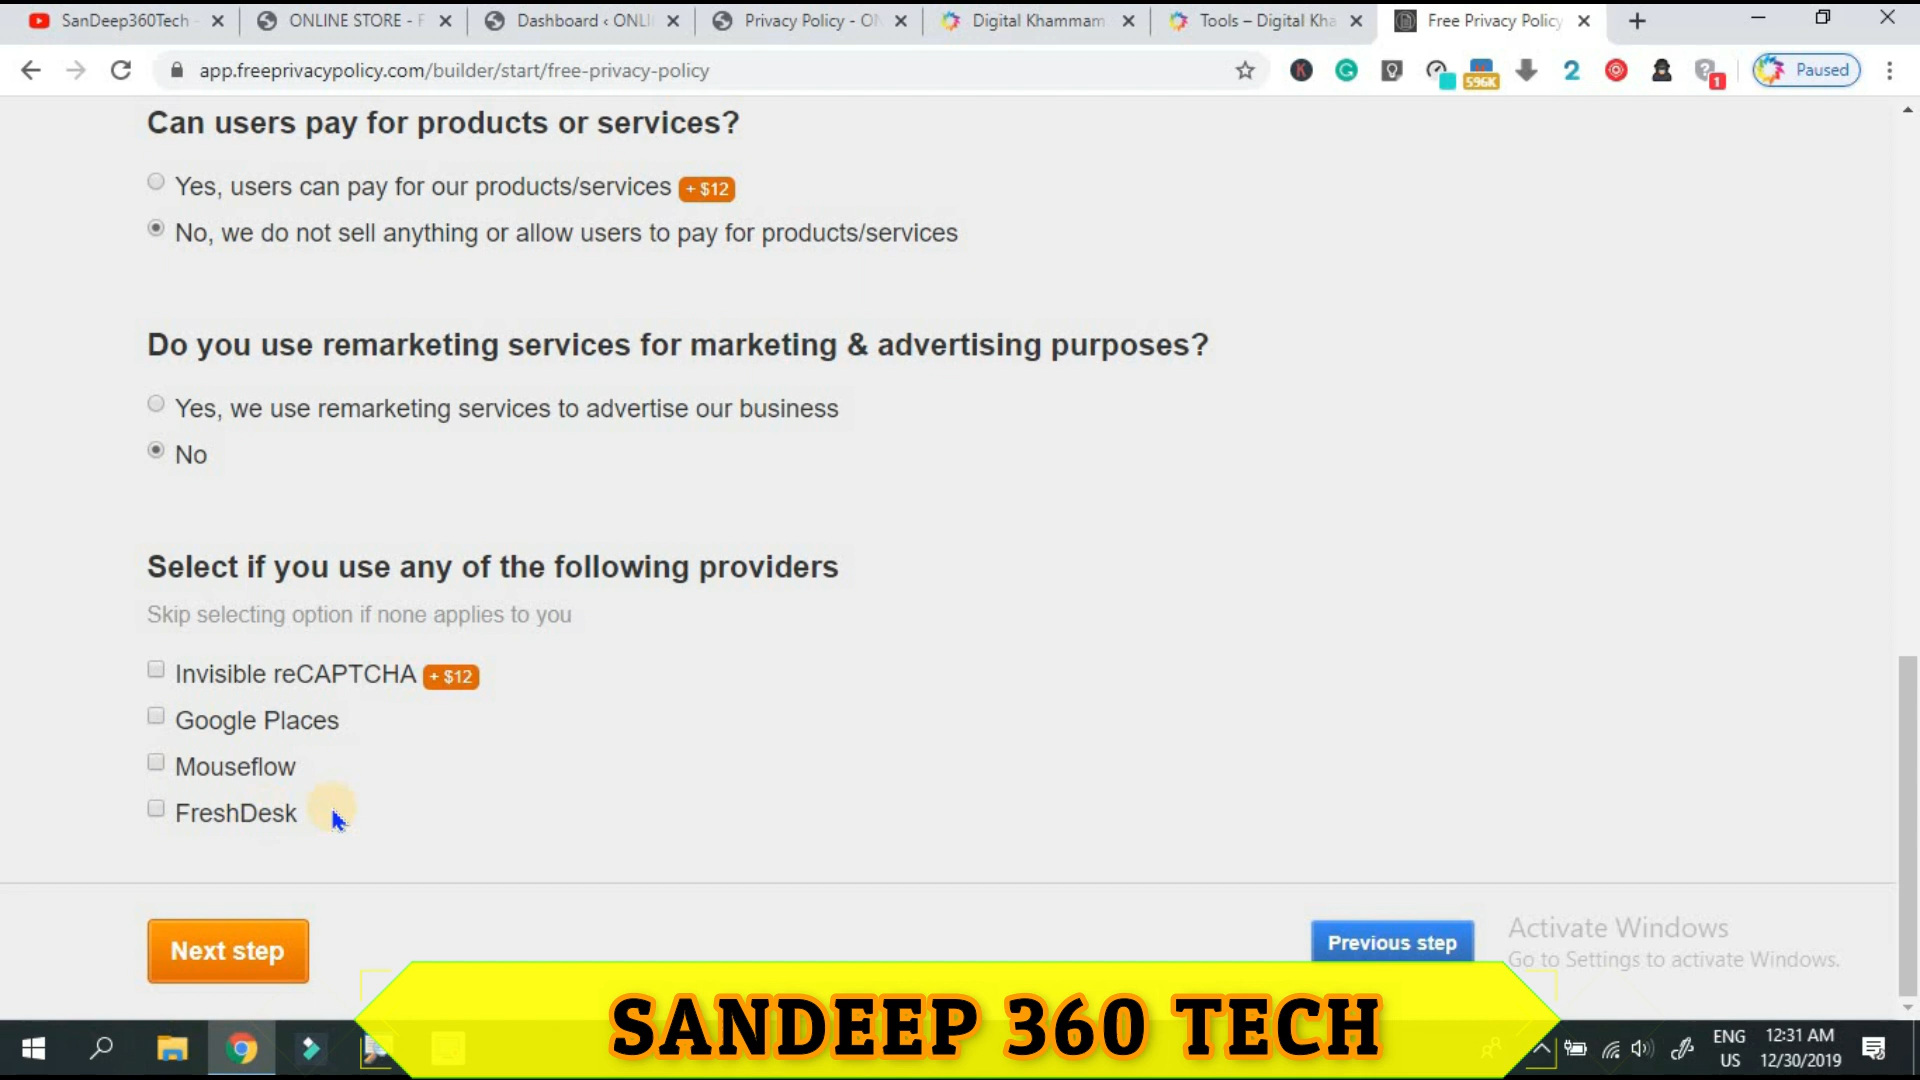 SanDeep360Tech -
ONLINE STORE - F
Dashboard ‹ ONLI
Privacy Policy - ON
Digital Khammam
Tools – Digital Kha
Free Privacy Policy
app.freeprivacypolicy.com/builder/start/free-privacy-policy
596K
2
1
Paused
Can users pay for products or services?
Yes, users can pay for our products/services + $12
No, we do not sell anything or allow users to pay for products/services
Do you use remarketing services for marketing & advertising purposes?
Yes, we use remarketing services to advertise our business
No
Select if you use any of the following providers
Skip selecting option if none applies to you
Invisible reCAPTCHA + $12
Google Places
Mouseflow
FreshDesk
Next step
Previous step
Activate Windows
Go to Settings to activate Windows.
SANDEEP 360 TECH
ENG
US
12:31 AM
12/30/2019